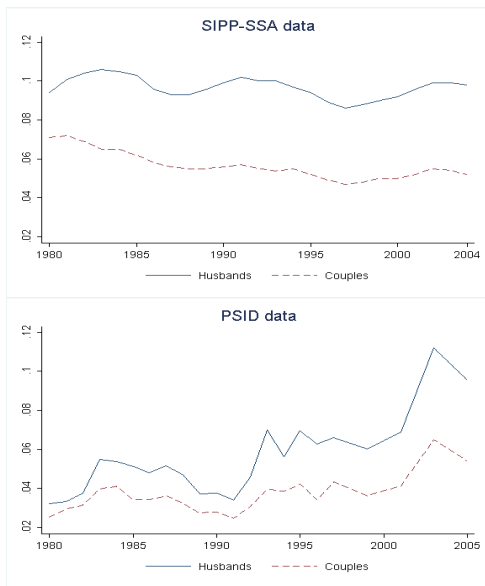 SIPP-SSA data
.12
.1
.08
.06
.04
.02
1980 1985 1990 1995 2000 2004
Husbands Couples
PSID data
.12
.1
.08
.06
.04
.02
1980 1985 1990 1995 2000 2005
Husbands Couples